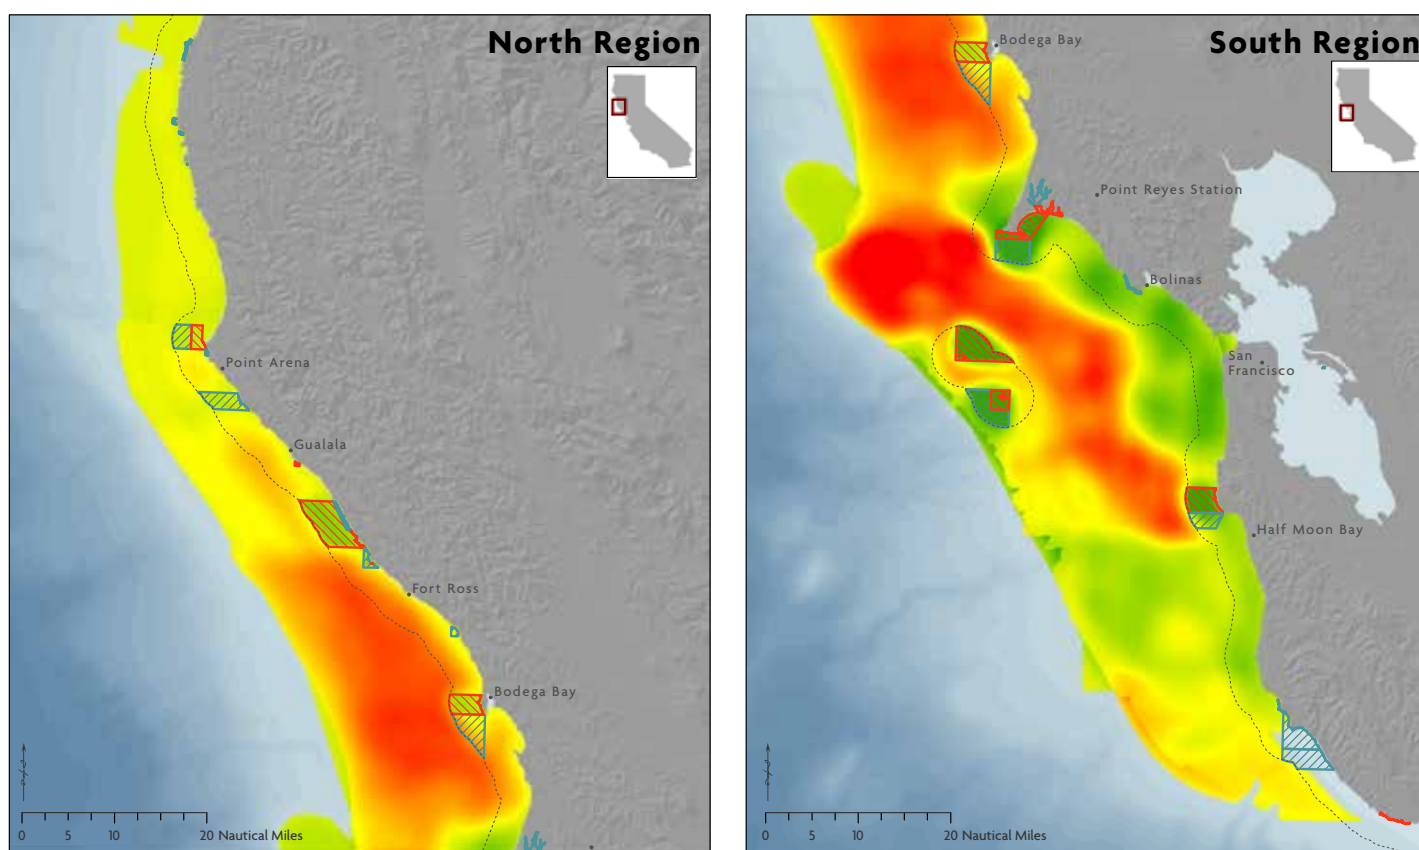 North Region
Point Arena
Gualala
Fort Ross
Bodega Bay
0 5 10 20 Nautical Miles
South Region
Bodega Bay
Point Reyes Station
Bolinas
San
Francisco
Half Moon Bay
0 5 10 20 Nautical Miles